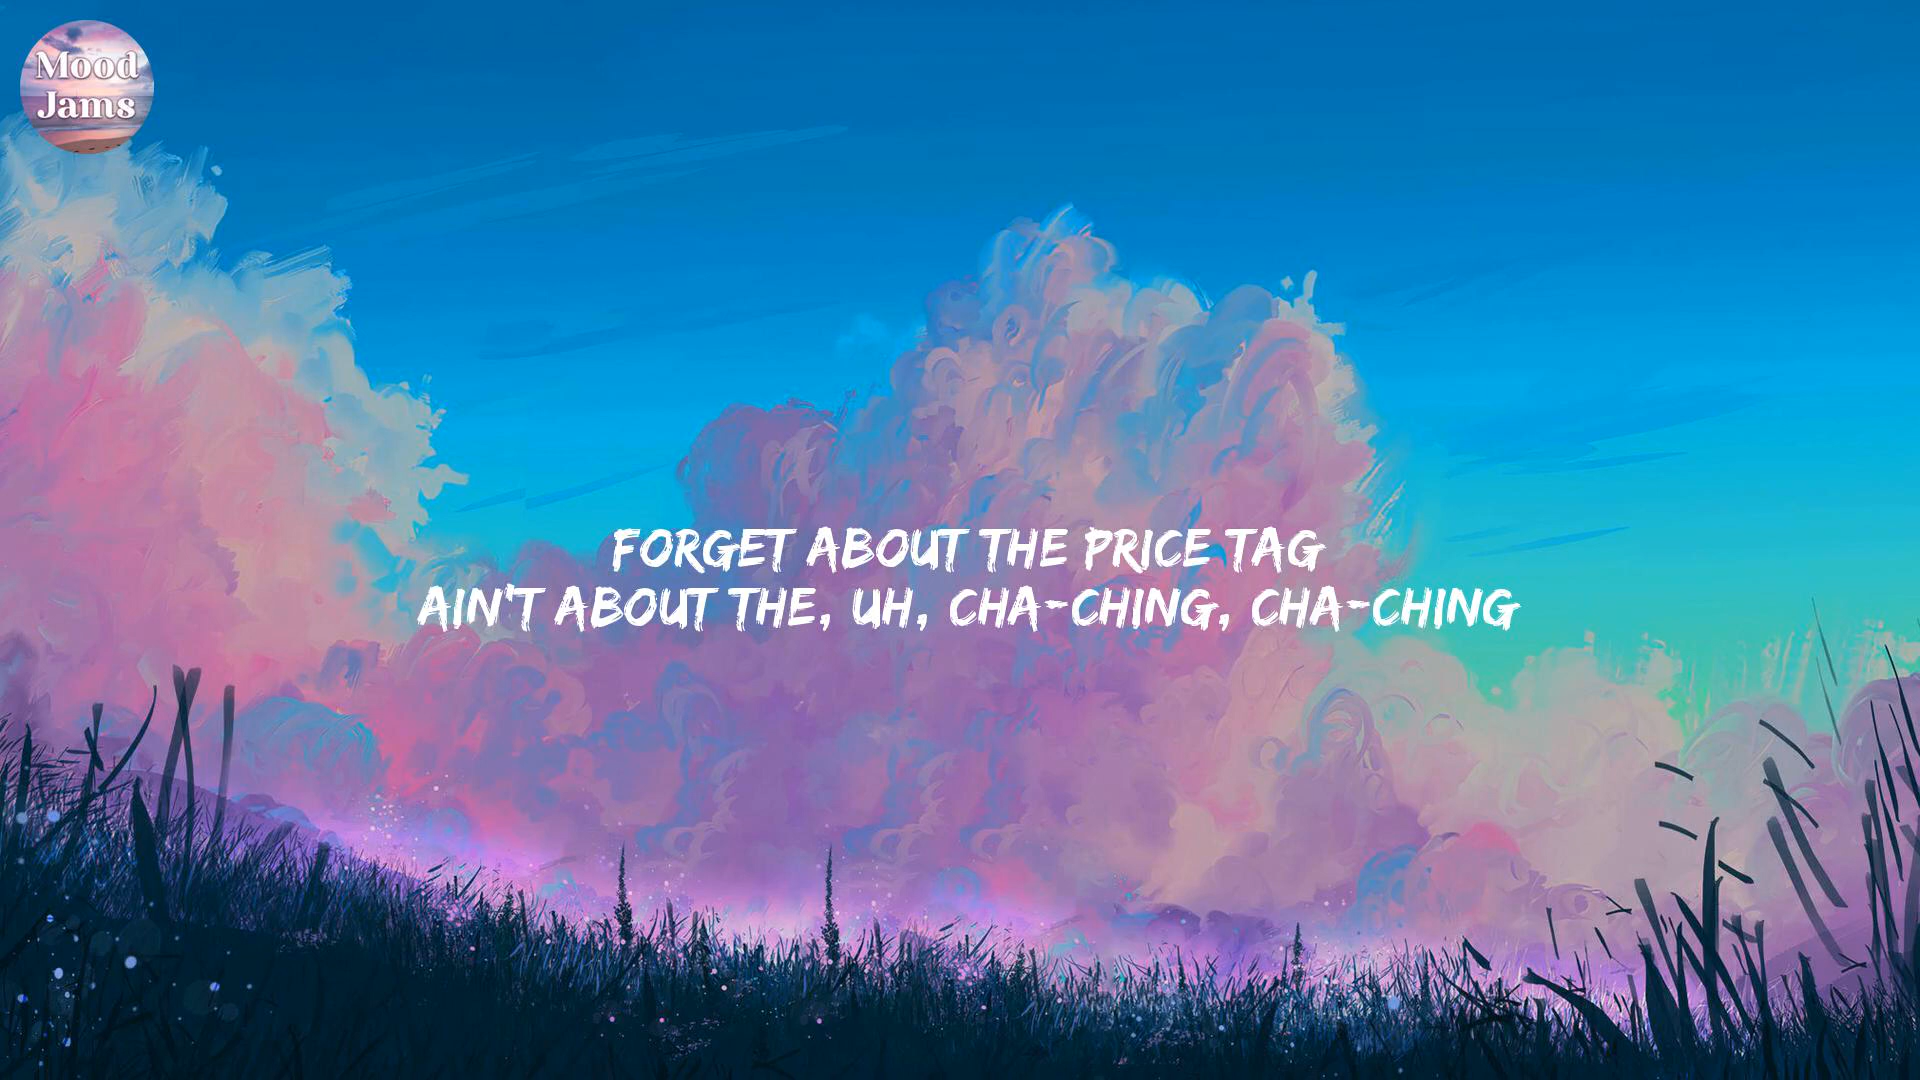 Mood
Jams
FORGET ABOUT THE PRICE TAG
AIN'T ABOUT THE, UH, CHA-CHING, CHA-CHING